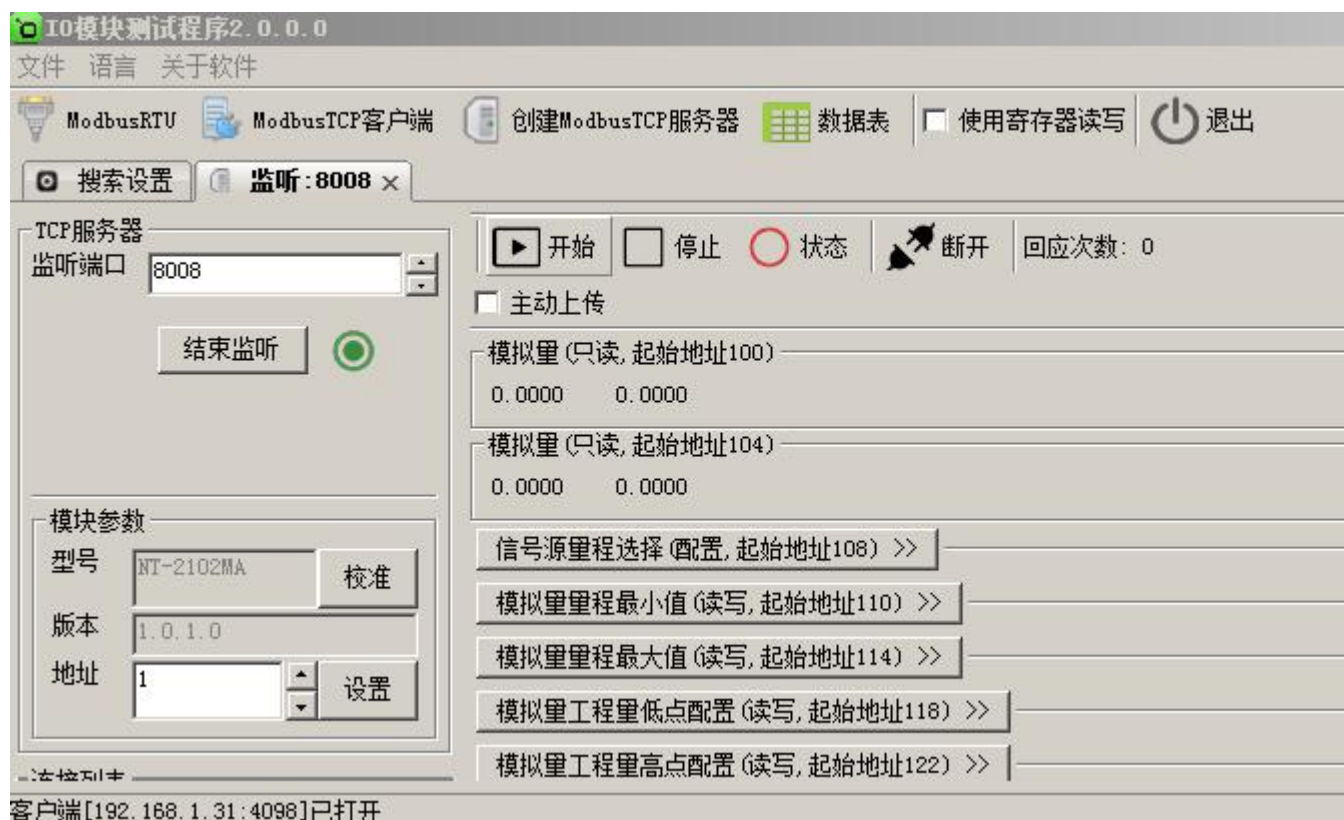 IO模块测试程序2.0.0.0
文件 语言 关于软件
ModbusRTU ModbusTCP客户端 创建ModbusTCP服务器 数据表 使用寄存器读写 退出
搜索设置 监听:8008 ×
TCP服务器
监听端口 8008
结束监听
模块参数
型号 NT-2102MA 校准
版本 1.0.1.0
地址 1 设置
连接列表
开始 停止 状态 断开 回应次数: 0
主动上传
模拟量(只读,起始地址100)
0.0000 0.0000
模拟量(只读,起始地址104)
0.0000 0.0000
信号源量程选择(配置,起始地址108) >>
模拟量量程最小值(读写,起始地址110) >>
模拟量量程最大值(读写,起始地址114) >>
模拟量工程量低点配置(读写,起始地址118) >>
模拟量工程量高点配置(读写,起始地址122) >>
客户端[192.168.1.31:4098]已打开